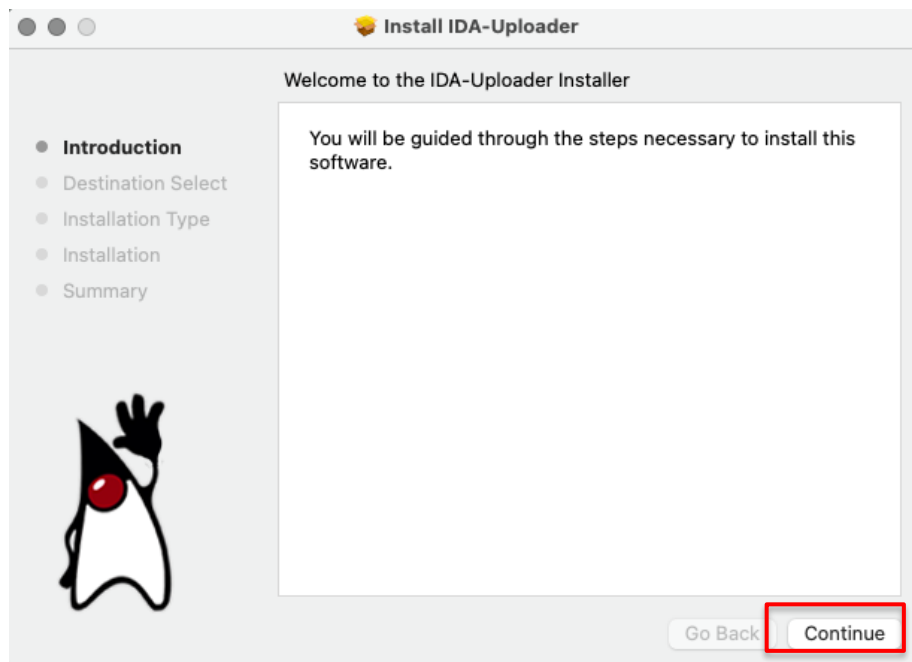 Install IDA-Uploader
Welcome to the IDA-Uploader Installer
Introduction
Destination Select
Installation Type
Installation
Summary
You will be guided through the steps necessary to install this
software.
Go Back
Continue